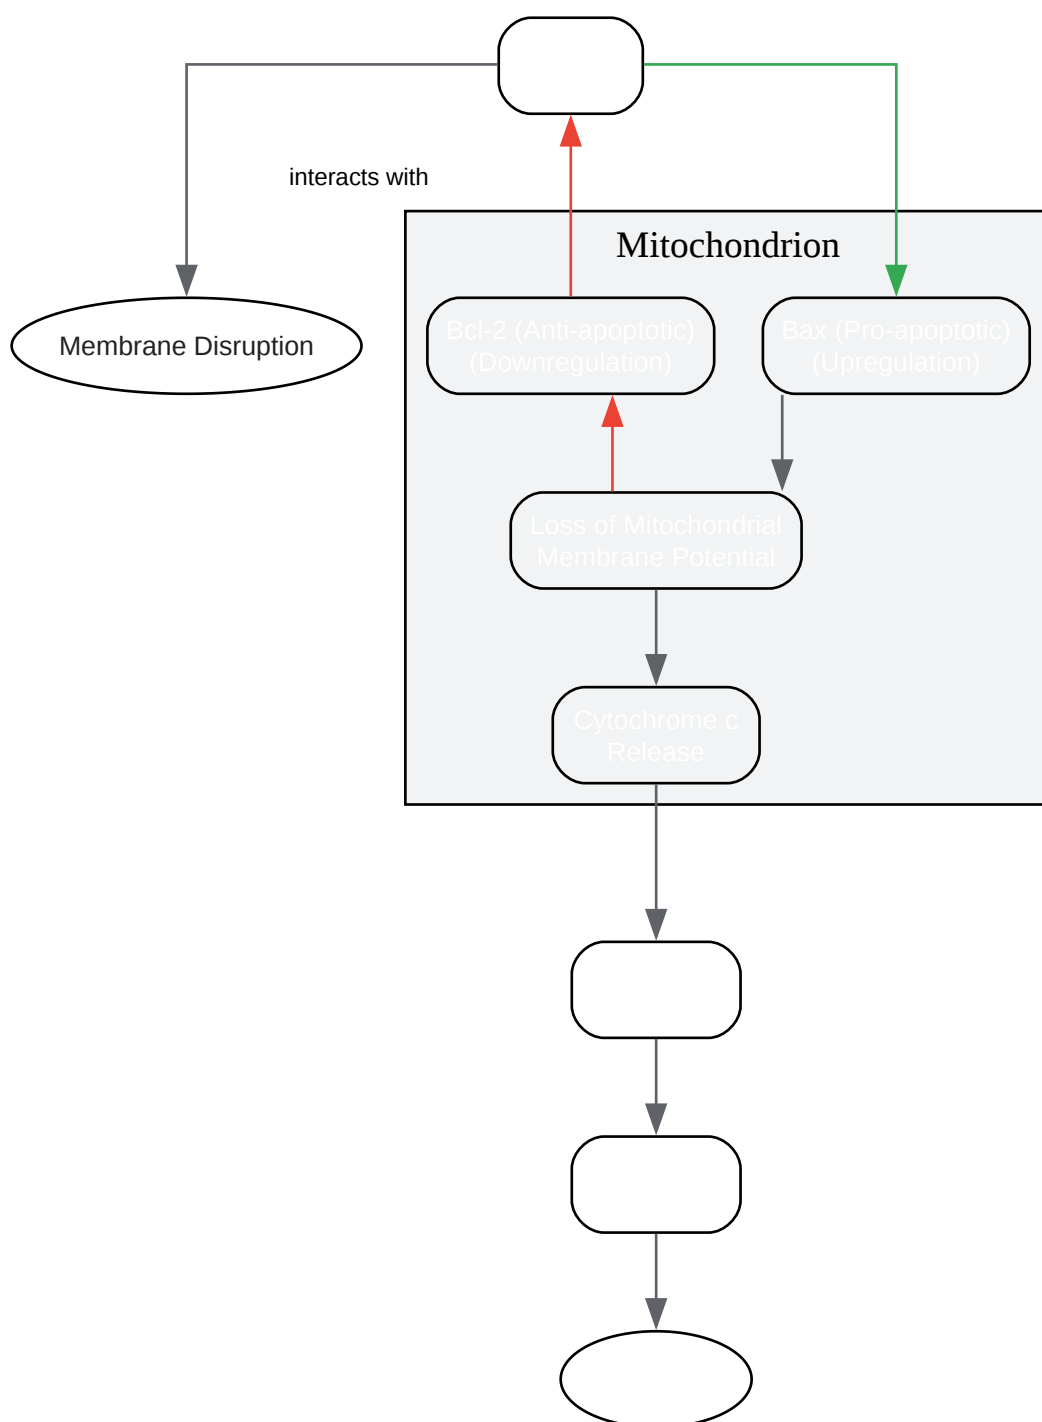 interacts with
Mitochondrion
Membrane Disruption
Bcl-2 (Anti-apoptotic)
(Downregulation)
Bax (Pro-apoptotic)
(Upregulation)
Loss of Mitochondrial
Membrane Potential
Cytochrome c
Release